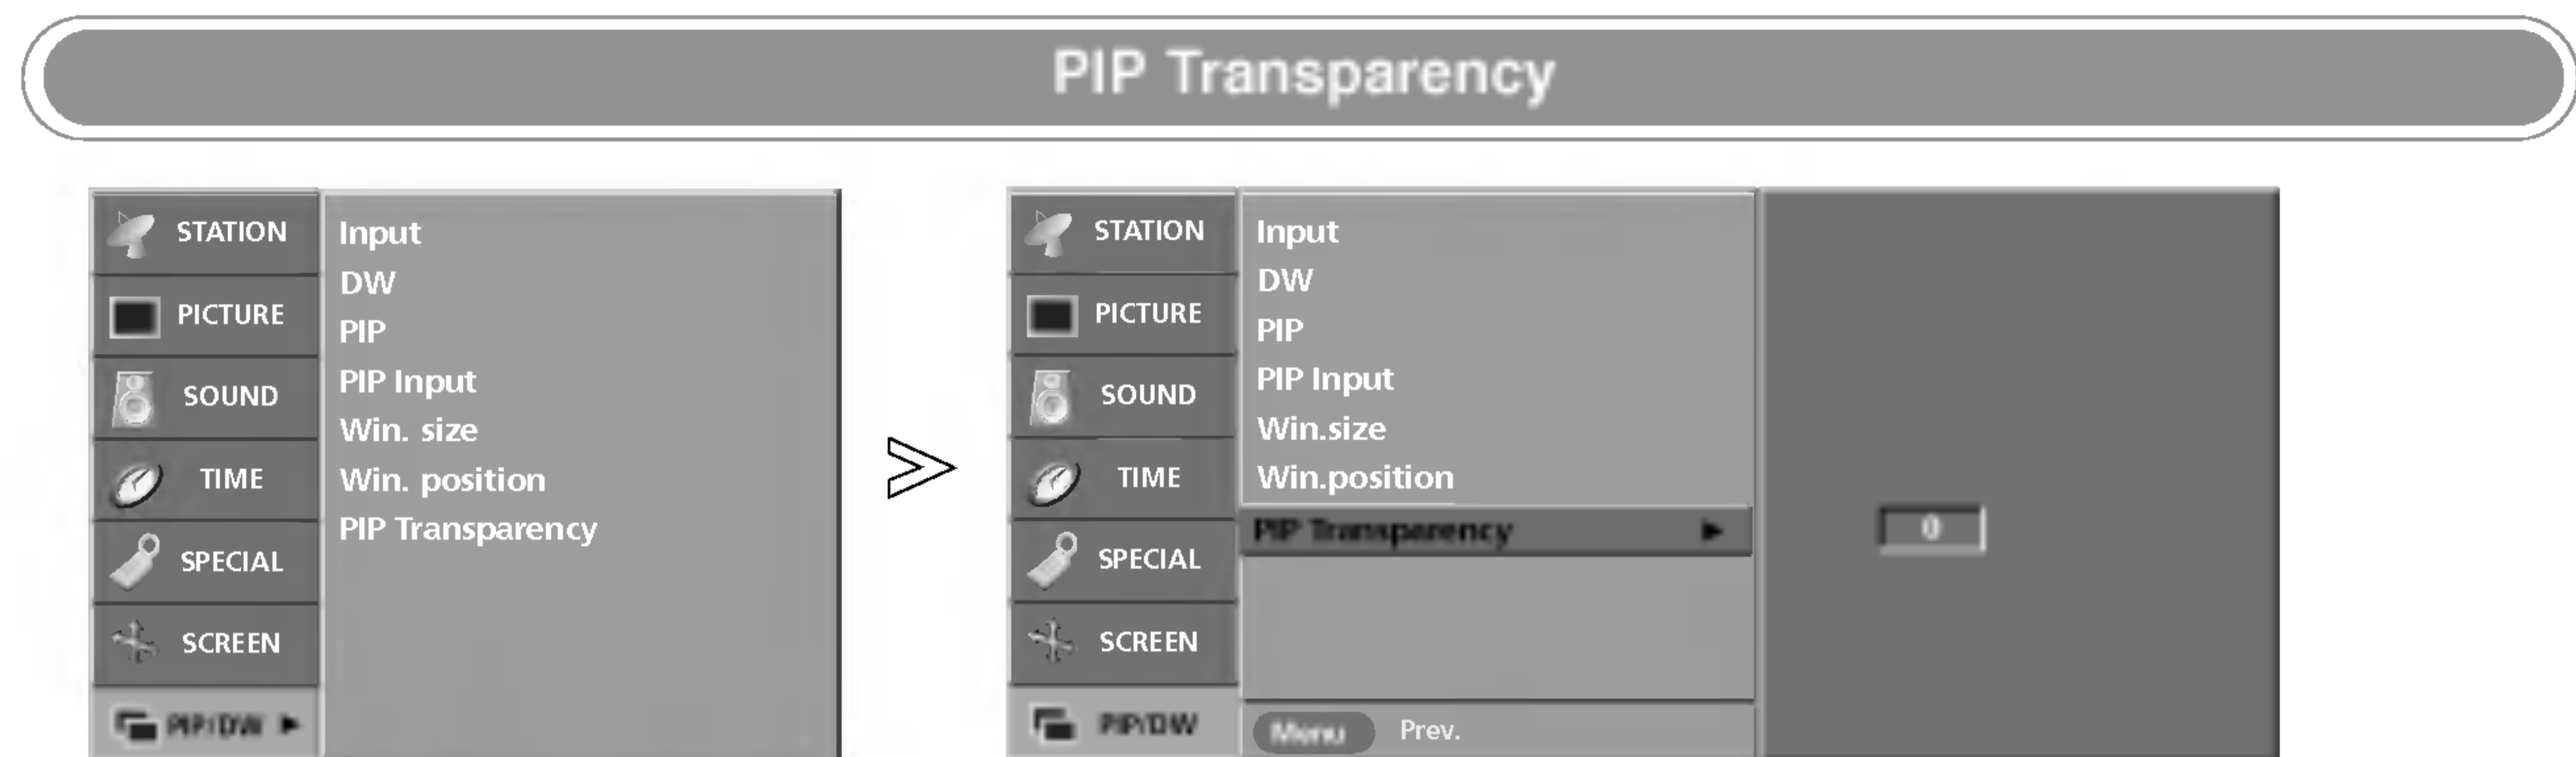 PIP Transparency
STATION
PICTURE
SOUND
TIME
SPECIAL
SCREEN
PIP/DW
Input
DW
PIP
PIP Input
Win. size
Win. position
PIP Transparency
STATION
PICTURE
SOUND
TIME
SPECIAL
SCREEN
PIP/DW
Input
DW
PIP
PIP Input
Win.size
Win.position
PIP Transparency
Menu Prev.
0